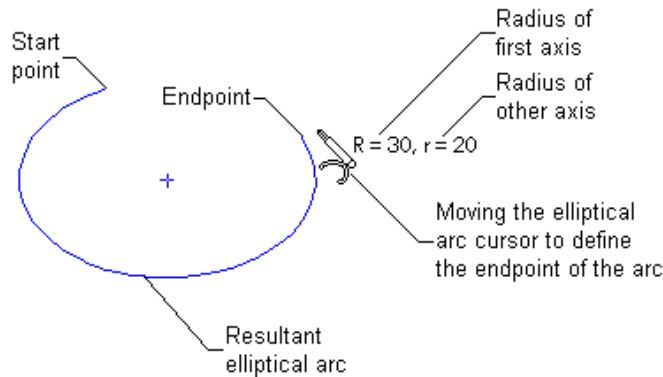 Radius of
first axis
Start
point
Radius of
other axis
Endpoint
R = 30, r = 20
Moving the elliptical
arc cursor to define
the endpoint of the arc
Resultant
elliptical arc